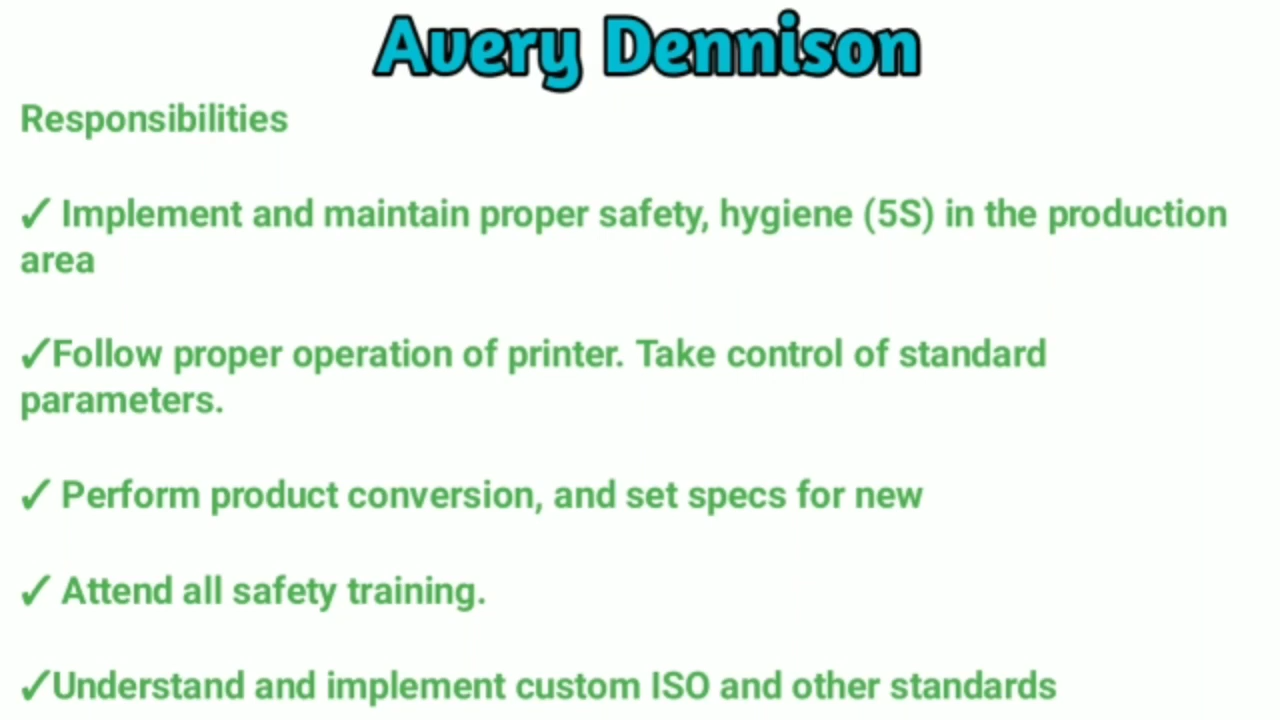 Avery Dennison
Responsibilities
✓ Implement and maintain proper safety, hygiene (5S) in the production
area
✓Follow proper operation of printer. Take control of standard
parameters.
✓ Perform product conversion, and set specs for new
✓ Attend all safety training.
✓Understand and implement custom ISO and other standards